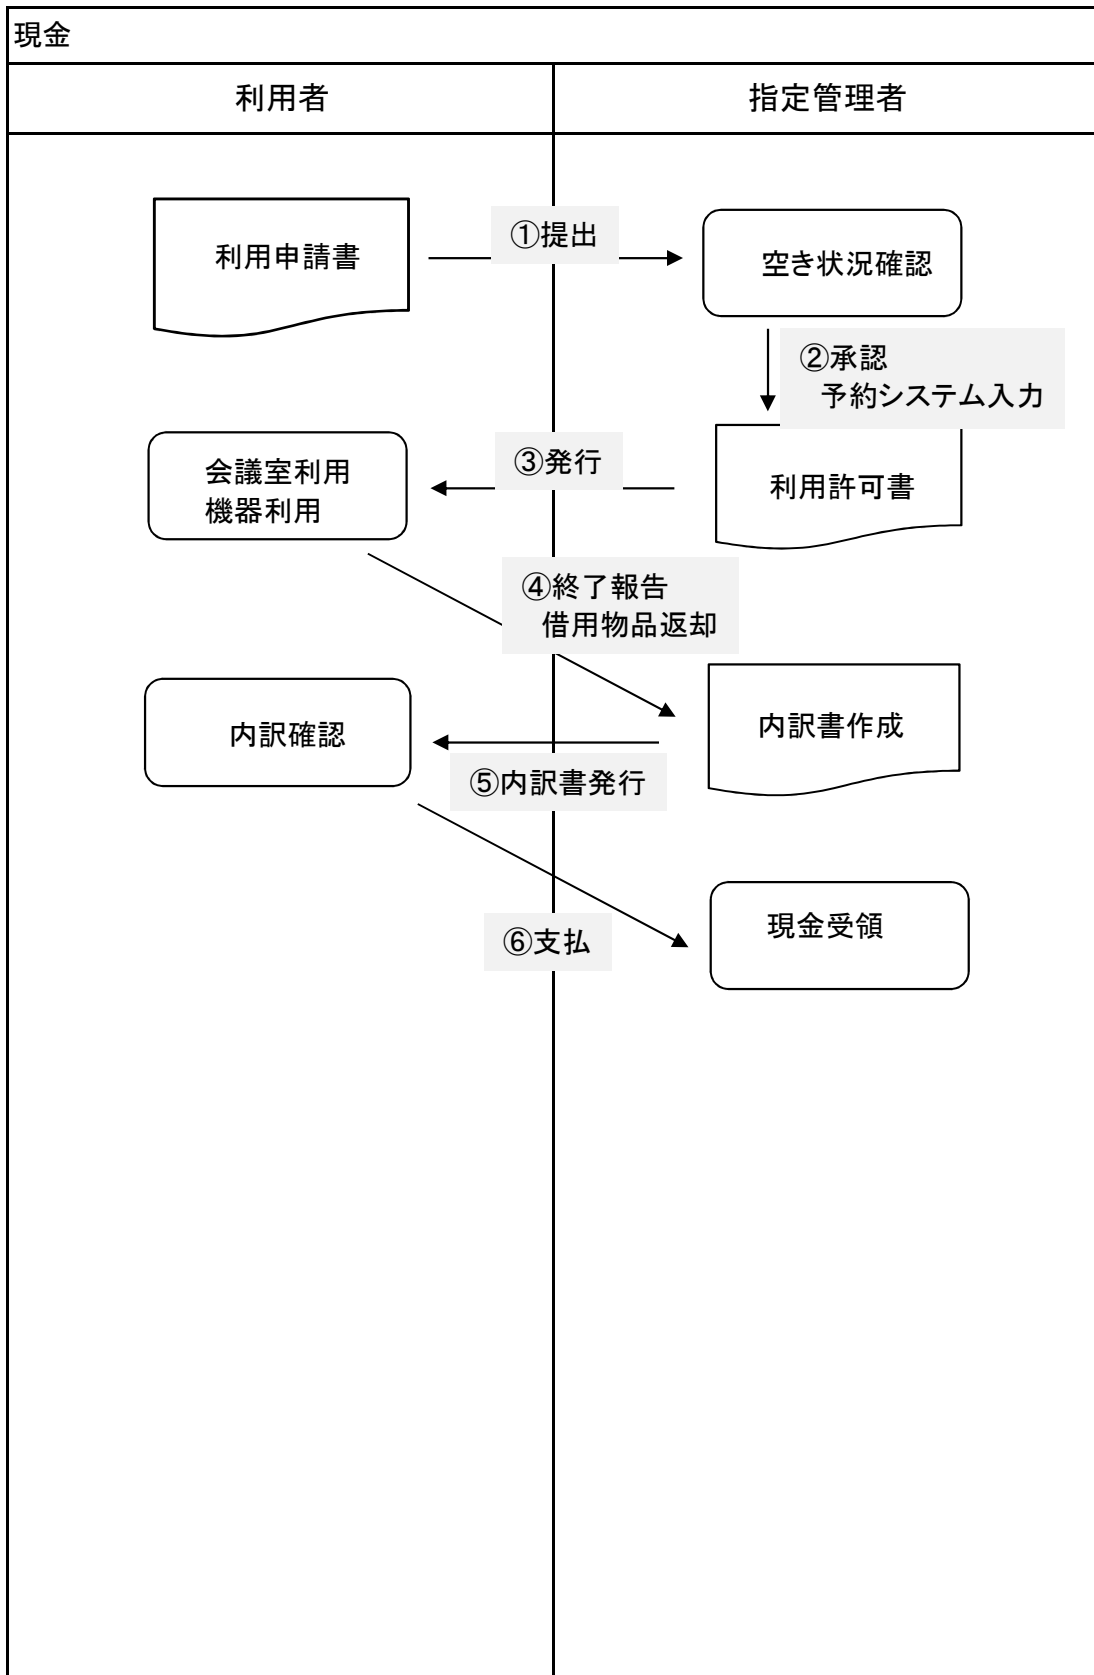 現金
利用者
指定管理者
利用申請書
①提出
空き状況確認
②承認
予約システム入力
利用許可書
③発行
会議室利用
機器利用
④終了報告
借用物品返却
内訳書作成
⑤内訳書発行
内訳確認
⑥支払
現金受領